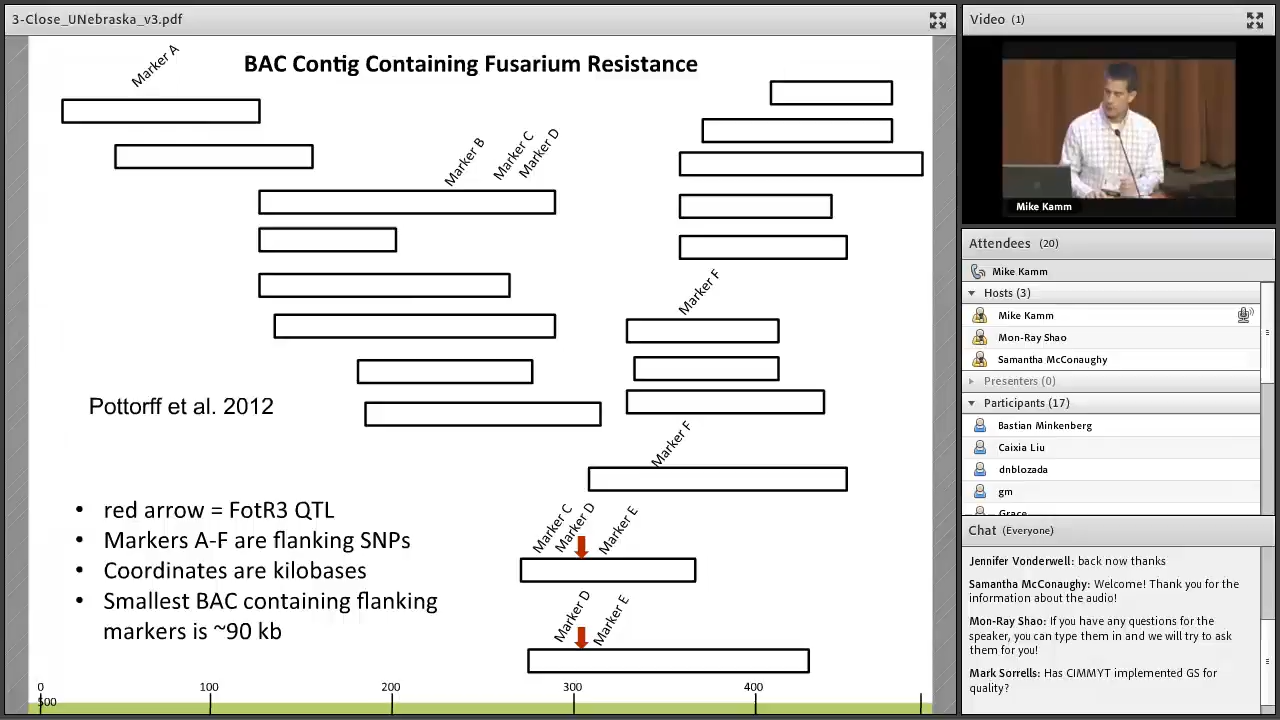 3-Close_UNebraska_v3.pdf
BAC Contig Containing Fusarium Resistance
Marker A
Marker B
Marker C
Marker D
Marker F
Marker F
Marker C
Marker D
Marker E
Marker D
Marker E
Pottorff et al. 2012
• red arrow = FotR3 QTL
• Markers A-F are flanking SNPs
• Coordinates are kilobases
• Smallest BAC containing flanking
markers is ~90 kb
0 100 200 300 400
500
Video (1)
Mike Kamm
Attendees (20)
Mike Kamm
Hosts (3)
Mike Kamm
Mon-Ray Shao
Samantha McConaughy
Presenters (0)
Participants (17)
Bastian Minkenberg
Caixia Liu
dnblozada
gm
Grace
Chat (Everyone)
Jennifer Vonderwell: back now thanks
Samantha McConaughy: Welcome! Thank you for the
information about the audio!
Mon-Ray Shao: If you have any questions for the
speaker, you can type them in and we will try to ask
them for you!
Mark Sorrells: Has CIMMYT implemented GS for
quality?